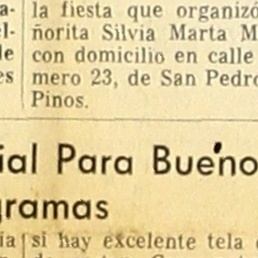 la fiesta que organizó
ñorita Silvia Marta
con domicilio en calle
mero 23, de San Pedro
Pinos.
ial Para Bueno
gramas
si hay excelente tela